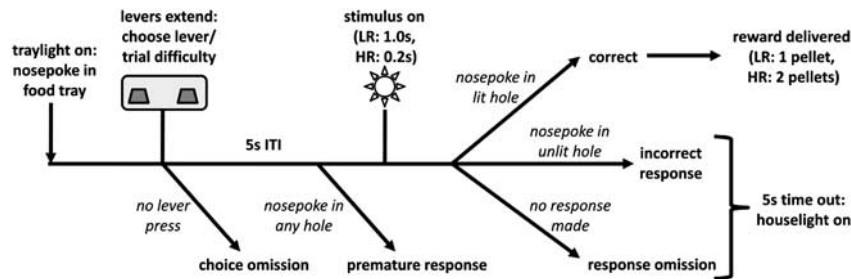 traylight on:
nosepoke in
food tray
levers extend:
choose lever/
trial difficulty
stimulus on
(LR: 1.0s,
HR: 0.2s)
nosepoke in
lit hole
correct
reward delivered
(LR: 1 pellet,
HR: 2 pellets)
5s ITI
nosepoke in
unlit hole
incorrect
response
no lever
press
choice omission
nosepoke in
any hole
premature response
no response
made
response omission
5s time out:
houselight on